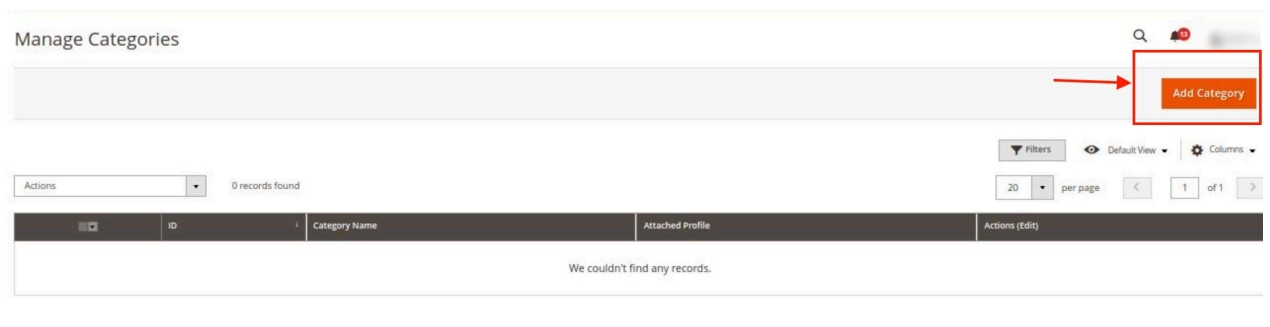 Manage Categories
13
Add Category
Filters
Default View
Columns
Actions
0 records found
20
per page
1
of 1
ID
Category Name
Attached Profile
Actions (Edit)
We couldn't find any records.